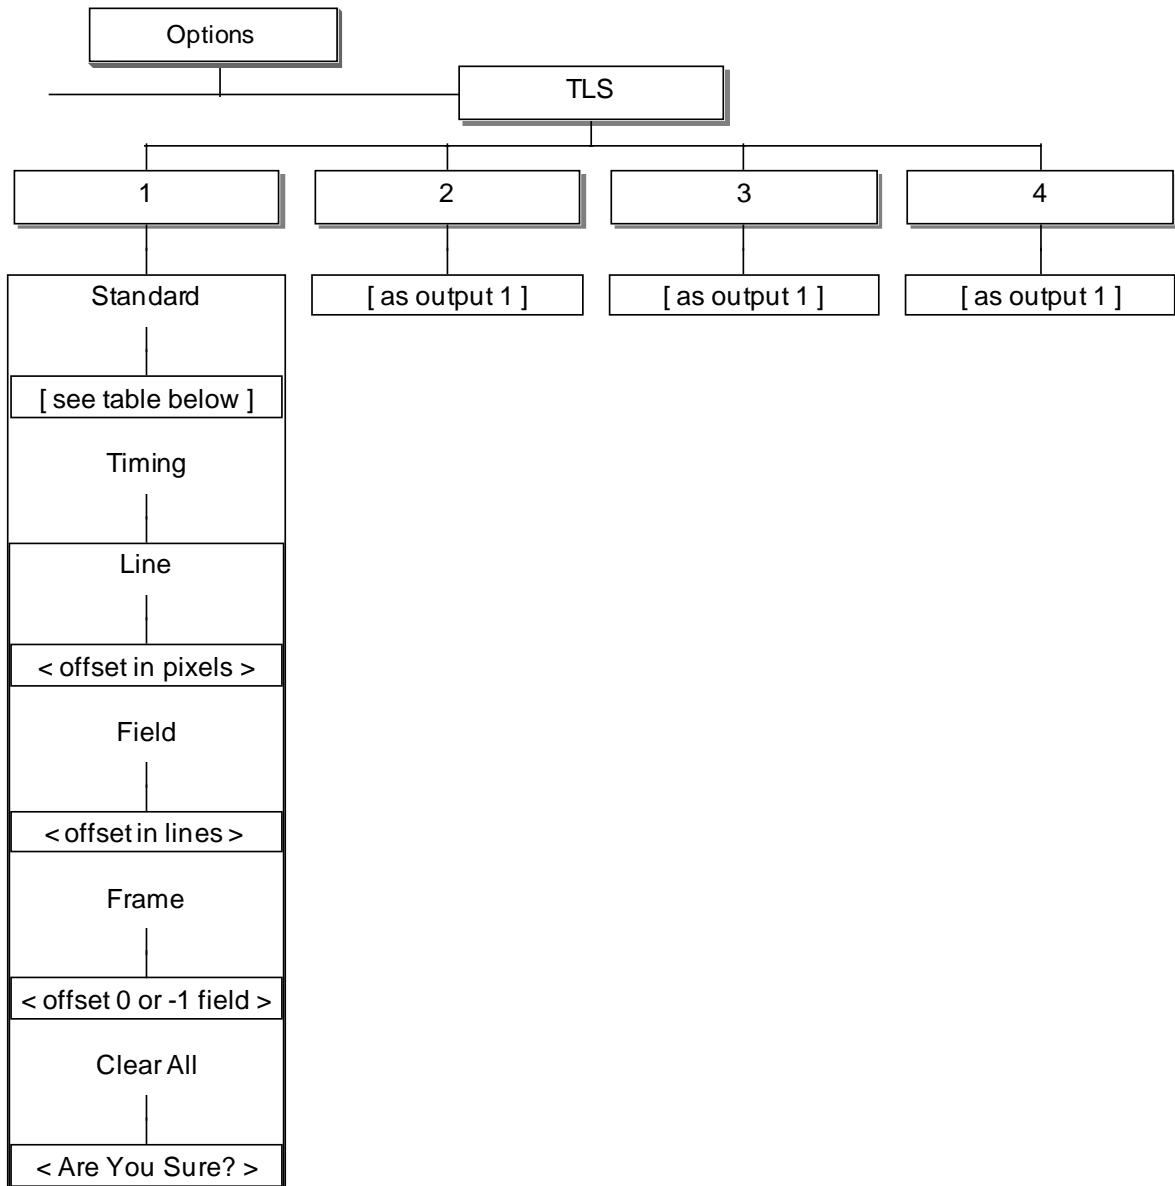 Options
TLS
1
2
3
4
Standard
[ as output 1 ]
[ as output 1 ]
[ as output 1 ]
[ see table below ]
Timing
Line
< offset in pixels >
Field
< offset in lines >
Frame
< offset 0 or -1 field >
Clear All
< Are You Sure? >